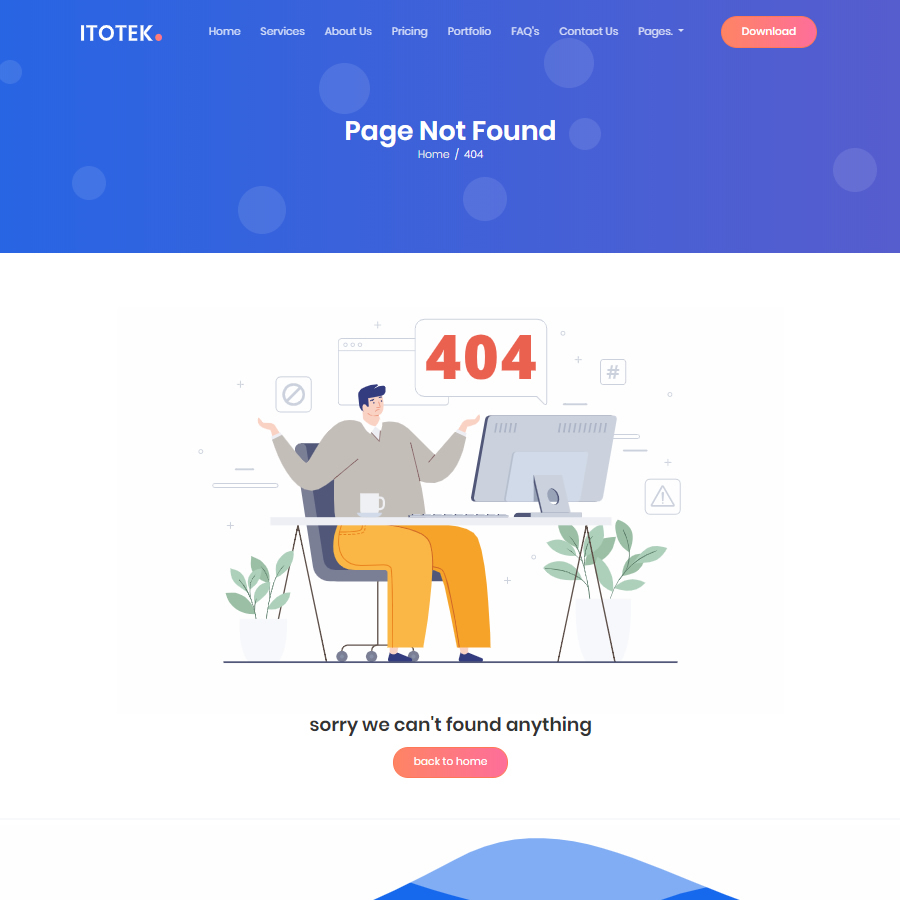 ITOTEK.
Home Services About Us Pricing Portfolio FAQ's Contact Us Pages. Download
Page Not Found
Home / 404
404
#
sorry we can't found anything
back to home